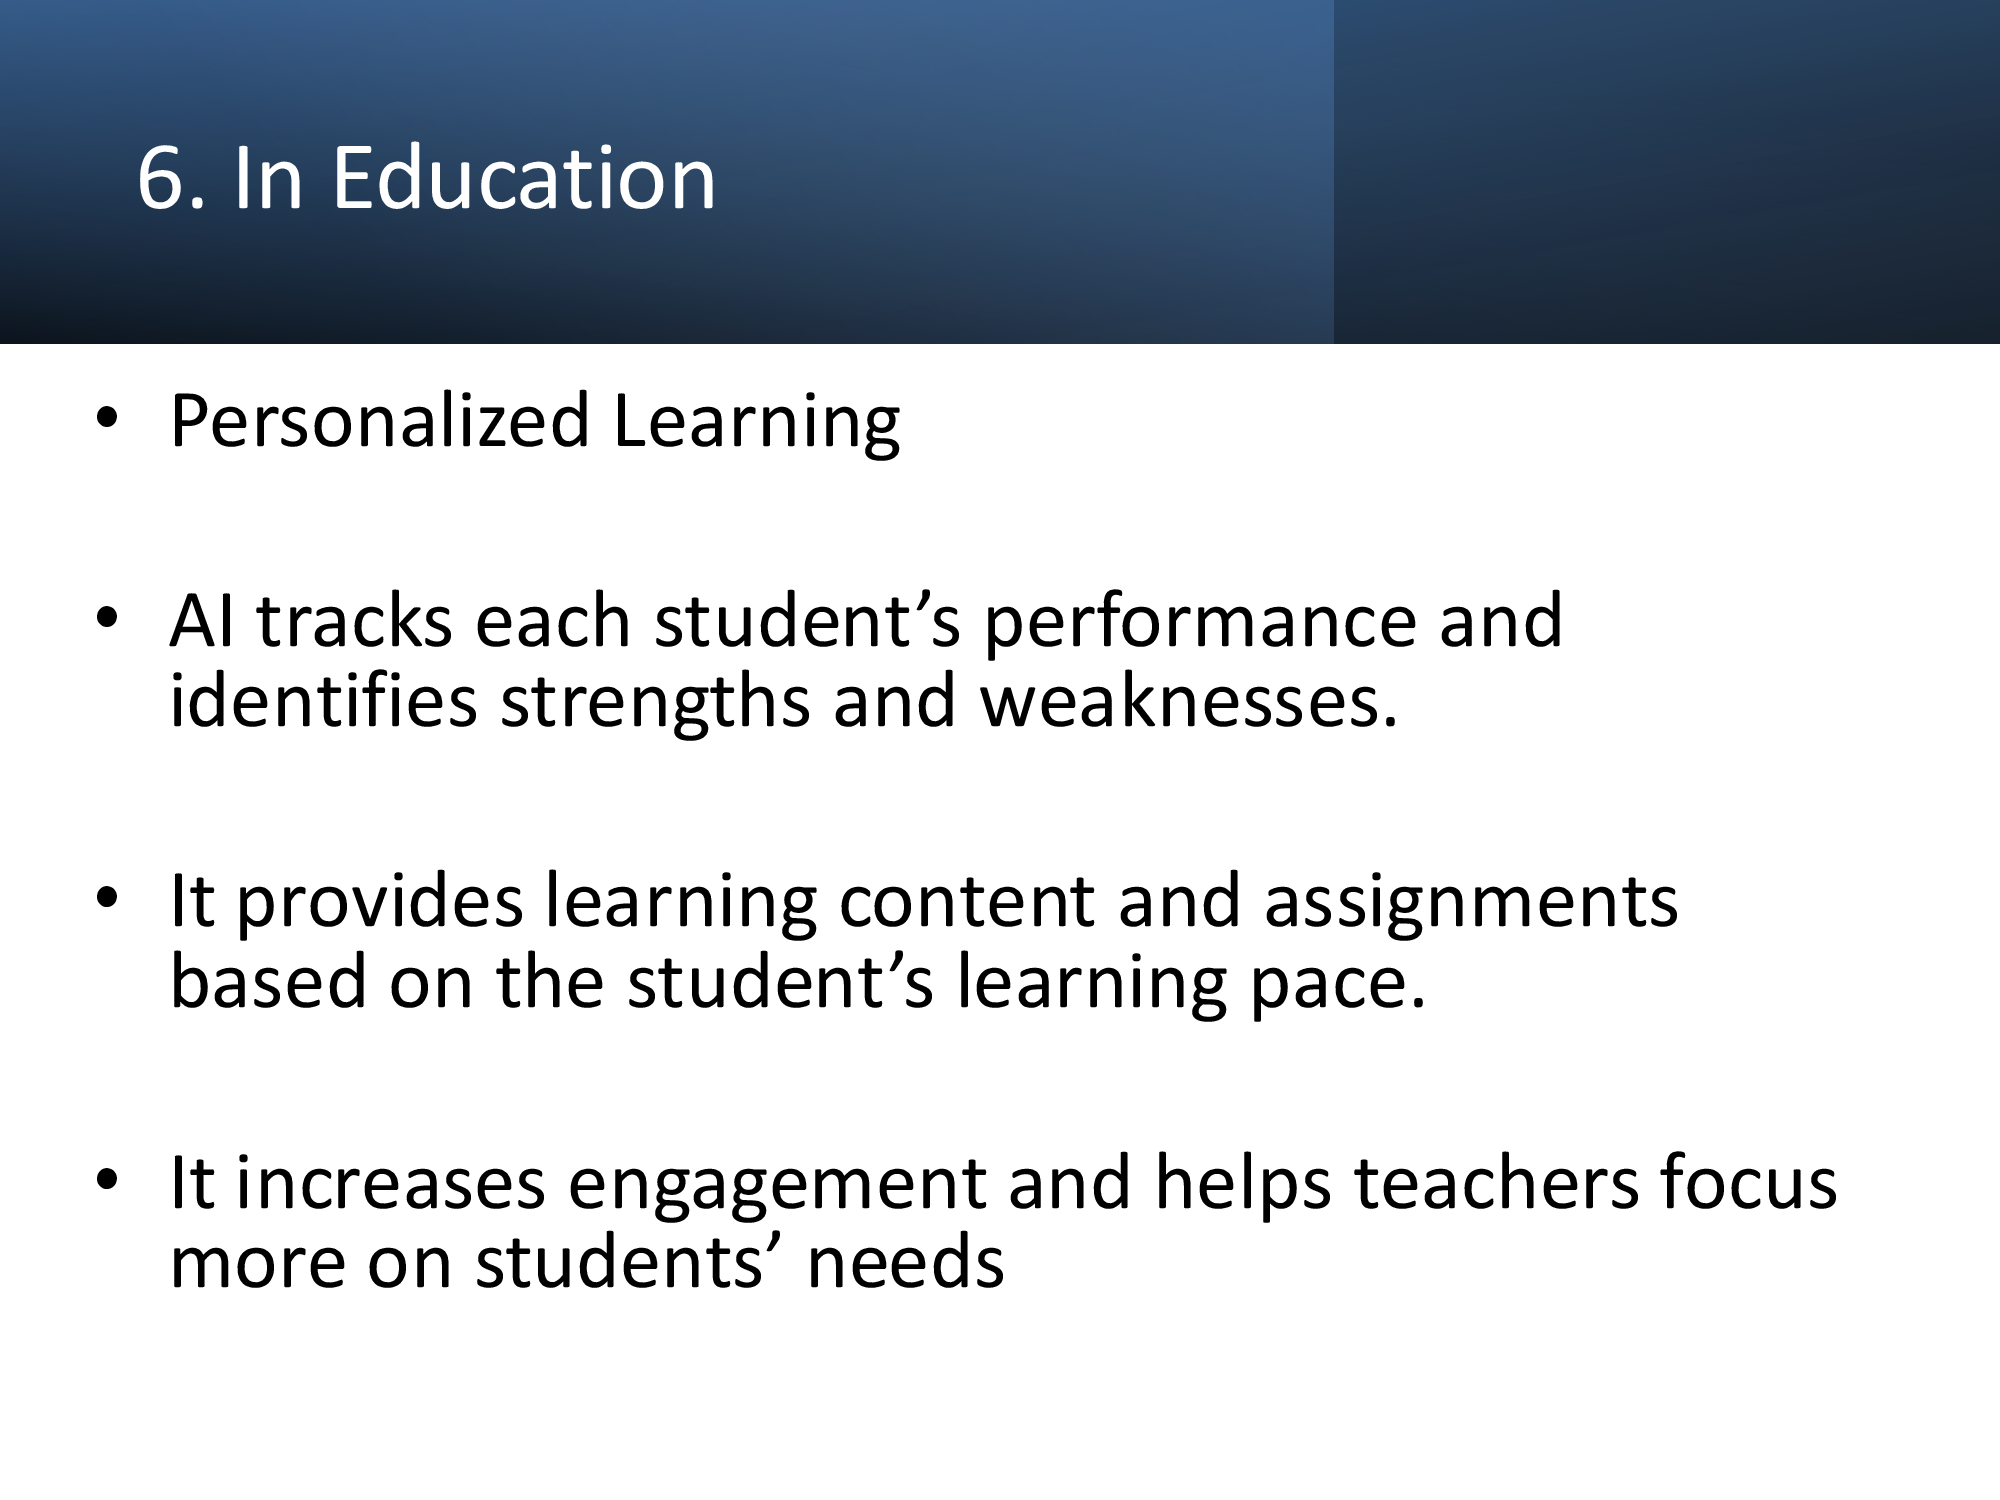 6. In Education
• Personalized Learning
• AI tracks each student’s performance and
identifies strengths and weaknesses.
• It provides learning content and assignments
based on the student’s learning pace.
• It increases engagement and helps teachers focus
more on students’ needs